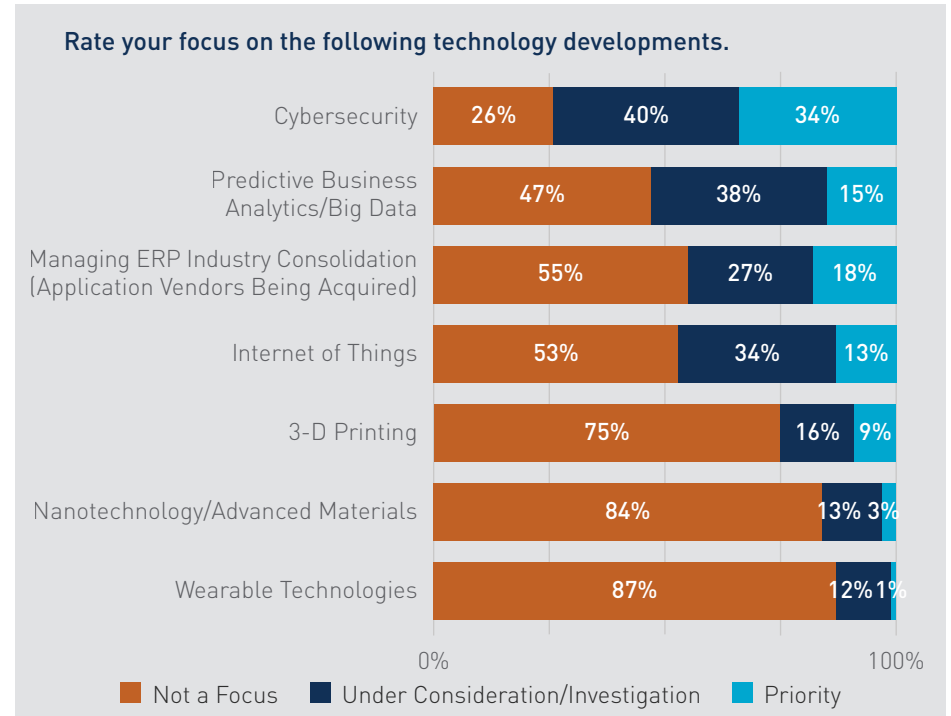 Rate your focus on the following technology developments.
Cybersecurity
26% 40% 34%
Predictive Business
Analytics/Big Data
47% 38% 15%
Managing ERP Industry Consolidation
(Application Vendors Being Acquired)
55% 27% 18%
Internet of Things
53% 34% 13%
3-D Printing
75% 16% 9%
Nanotechnology/Advanced Materials
84% 13% 3%
Wearable Technologies
87% 12% 1%
0% 100%
Not a Focus Under Consideration/Investigation Priority